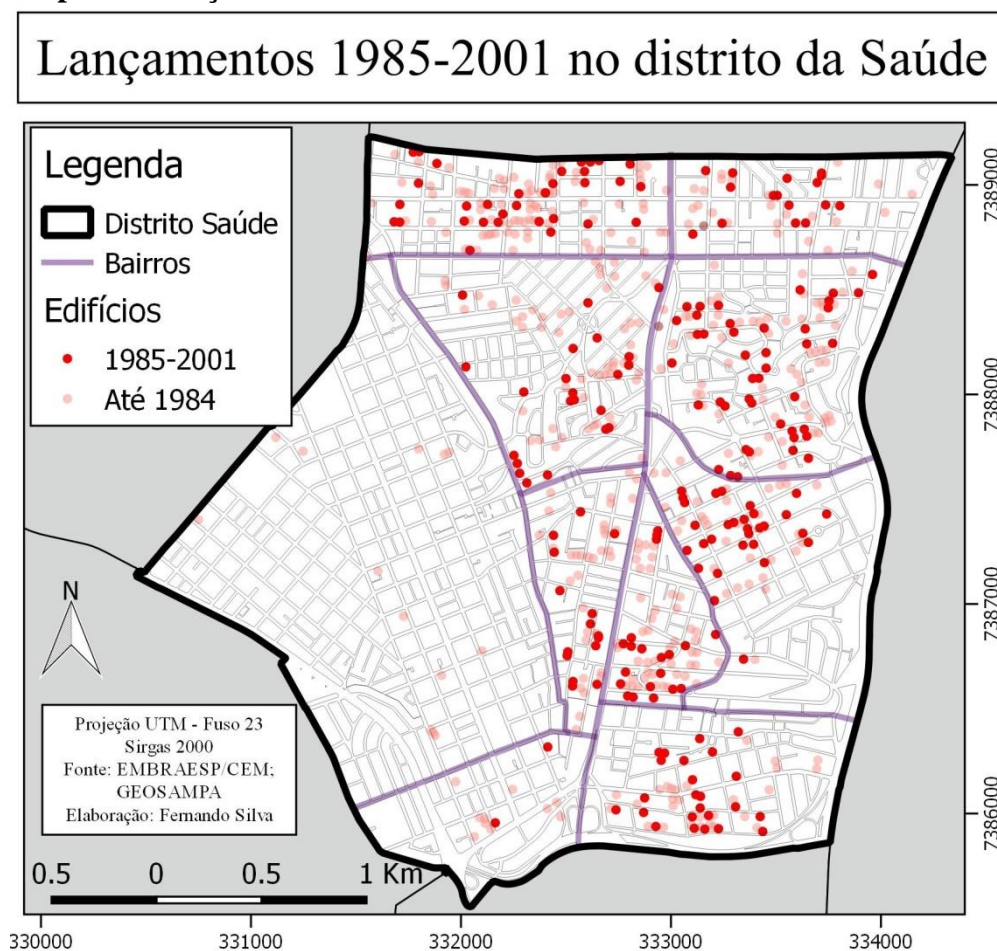 Lançamentos 1985-2001 no distrito da Saúde
Legenda
Distrito Saúde
Bairros
Edifícios
1985-2001
Até 1984
N
Projeção UTM - Fuso 23
Sirgas 2000
Fonte: EMBRAESP/CEM;
GEOSAMPA
Elaboração: Fernando Silva
0.5 0 0.5 1 Km
7389000
7388000
7387000
7386000
330000 331000 332000 333000 334000